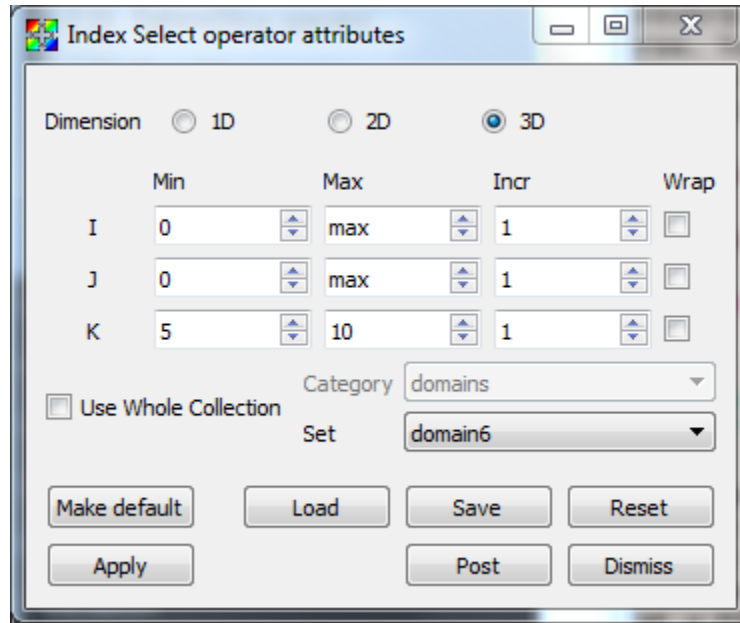 Index Select operator attributes
Dimension 1D 2D 3D
Min Max Incr Wrap
I 0 max 1
J 0 max 1
K 5 10 1
Category domains
Use Whole Collection
Set domain6
Make default Load Save Reset
Apply Post Dismiss